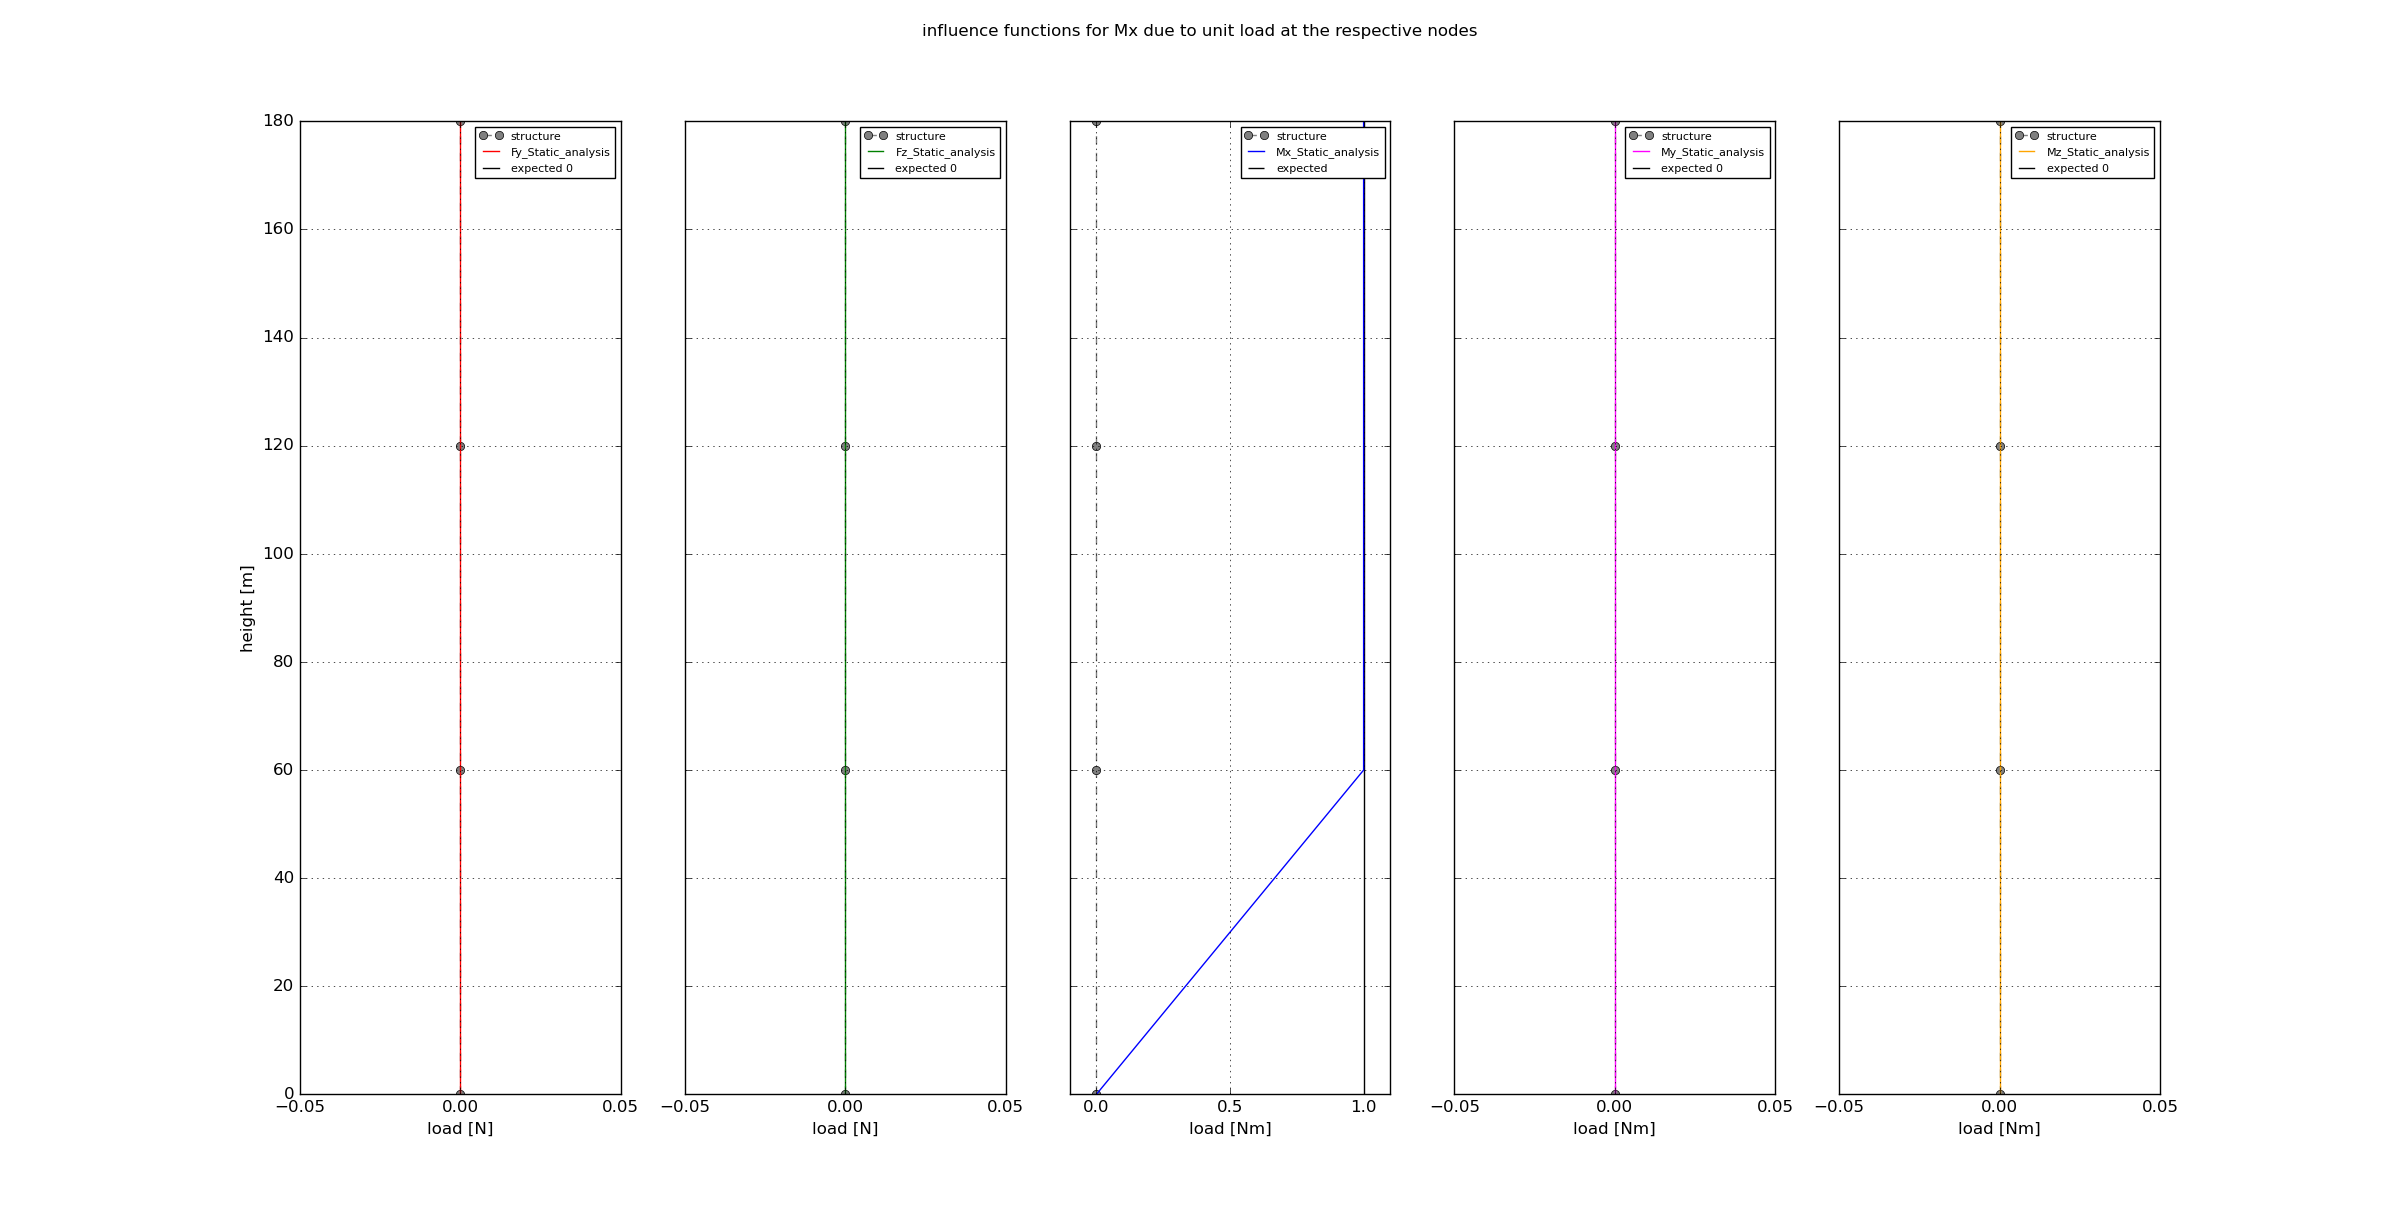 influence functions for Mx due to unit load at the respective nodes
180
160
140
120
100
80
60
40
20
0
height [m]
structure
Fy_Static_analysis
expected 0
−0.05 0.00 0.05
load [N]
structure
Fz_Static_analysis
expected 0
−0.05 0.00 0.05
load [N]
structure
Mx_Static_analysis
expected
0.0 0.5 1.0
load [Nm]
structure
My_Static_analysis
expected 0
−0.05 0.00 0.05
load [Nm]
structure
Mz_Static_analysis
expected 0
−0.05 0.00 0.05
load [Nm]